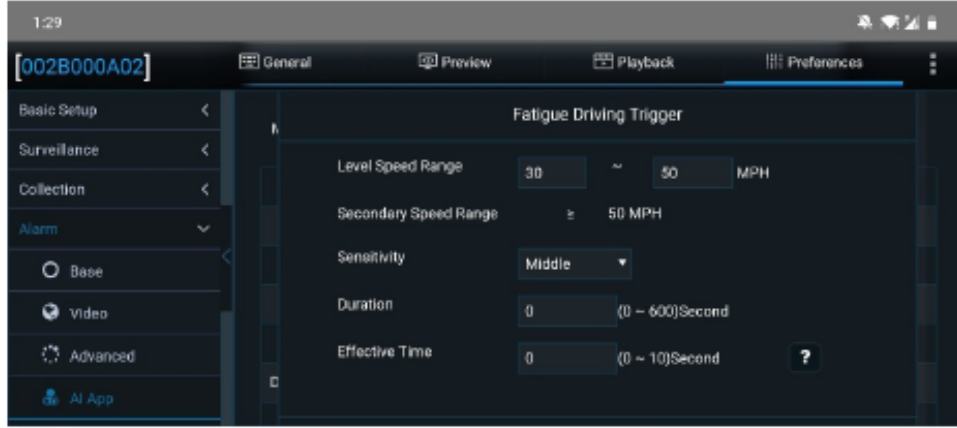 1:29
[002B000A02]
General
Preview
Playback
Preferences
Basic Setup
Surveillance
Collection
Alarm
Base
Video
Advanced
AI App
Fatigue Driving Trigger
Level Speed Range 30 ~ 50 MPH
Secondary Speed Range ≥ 50 MPH
Sensitivity Middle
Duration 0 (0 ~ 600)Second
Effective Time 0 (0 ~ 10)Second ?